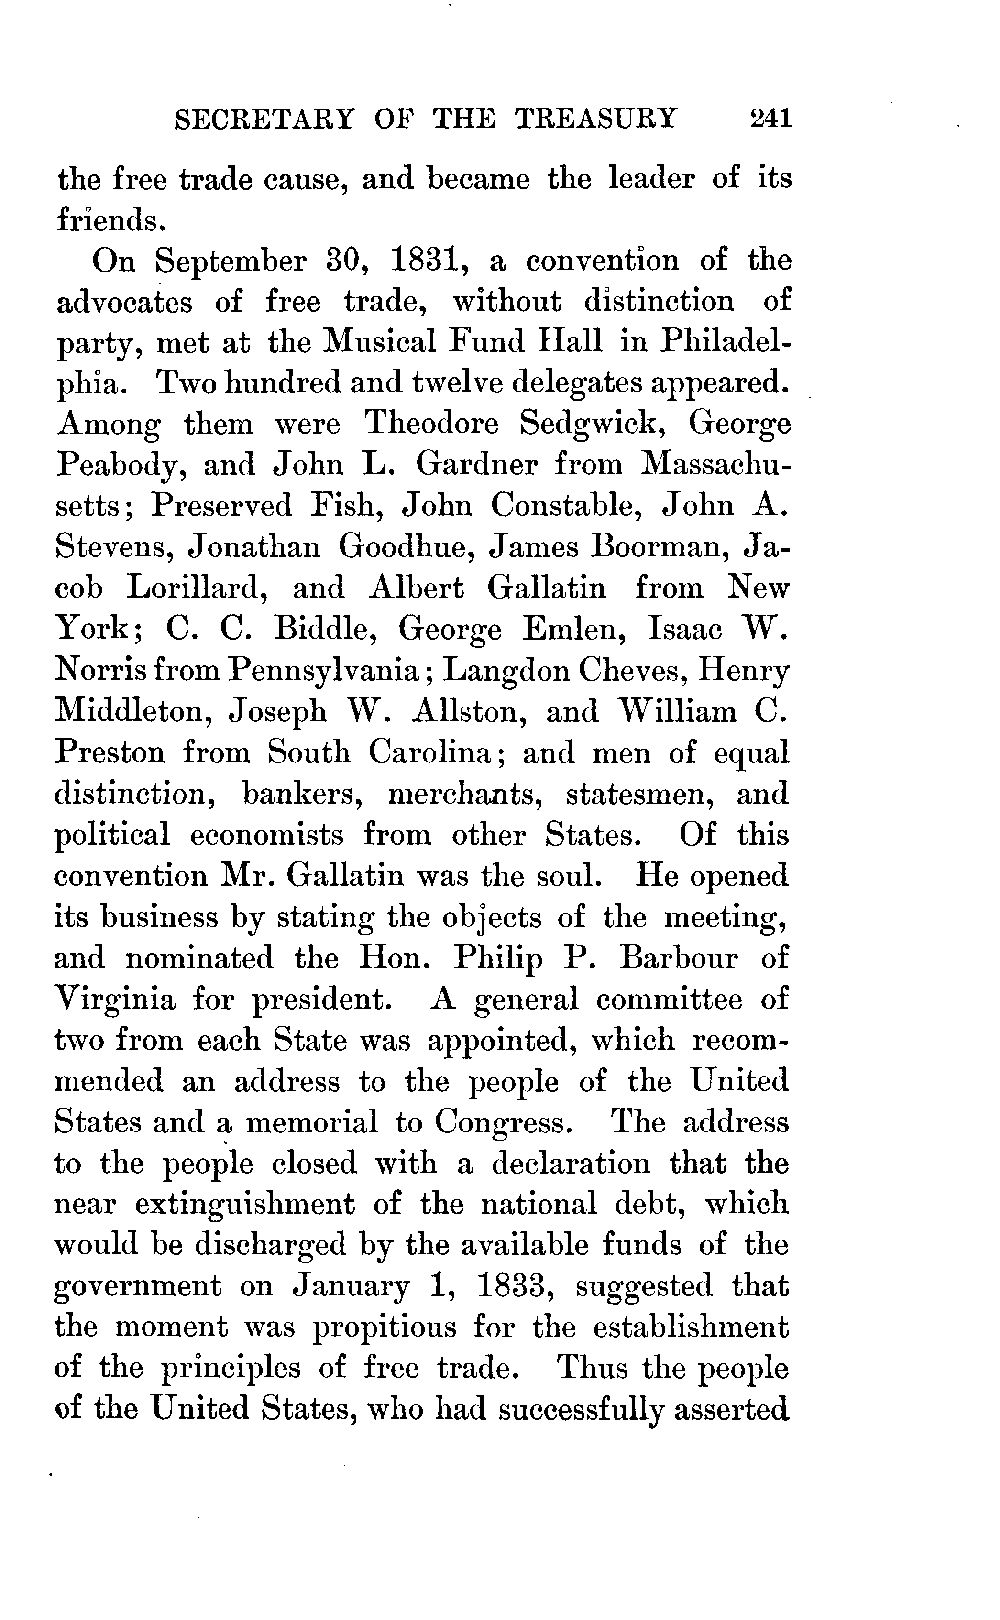 SECRETARY OF THE TREASURY 241
the free trade cause, and became the leader of its
friends.
On September 30, 1831, a convention of the
advocates of free trade, without distinction of
party, met at the Musical Fund Hall in Philadel-
phia. Two hundred and twelve delegates appeared.
Among them were Theodore Sedgwick, George
Peabody, and John L. Gardner from Massachu-
setts; Preserved Fish, John Constable, John A.
Stevens, Jonathan Goodhue, James Boorman, Ja-
cob Lorillard, and Albert Gallatin from New
York; C. C. Biddle, George Emlen, Isaac W.
Norris from Pennsylvania; Langdon Cheves, Henry
Middleton, Joseph W. Allston, and William C.
Preston from South Carolina; and men of equal
distinction, bankers, merchants, statesmen, and
political economists from other States. Of this
convention Mr. Gallatin was the soul. He opened
its business by stating the objects of the meeting,
and nominated the Hon. Philip P. Barbour of
Virginia for president. A general committee of
two from each State was appointed, which recom-
mended an address to the people of the United
States and a memorial to Congress. The address
to the people closed with a declaration that the
near extinguishment of the national debt, which
would be discharged by the available funds of the
government on January 1, 1833, suggested that
the moment was propitious for the establishment
of the principles of free trade. Thus the people
of the United States, who had successfully asserted